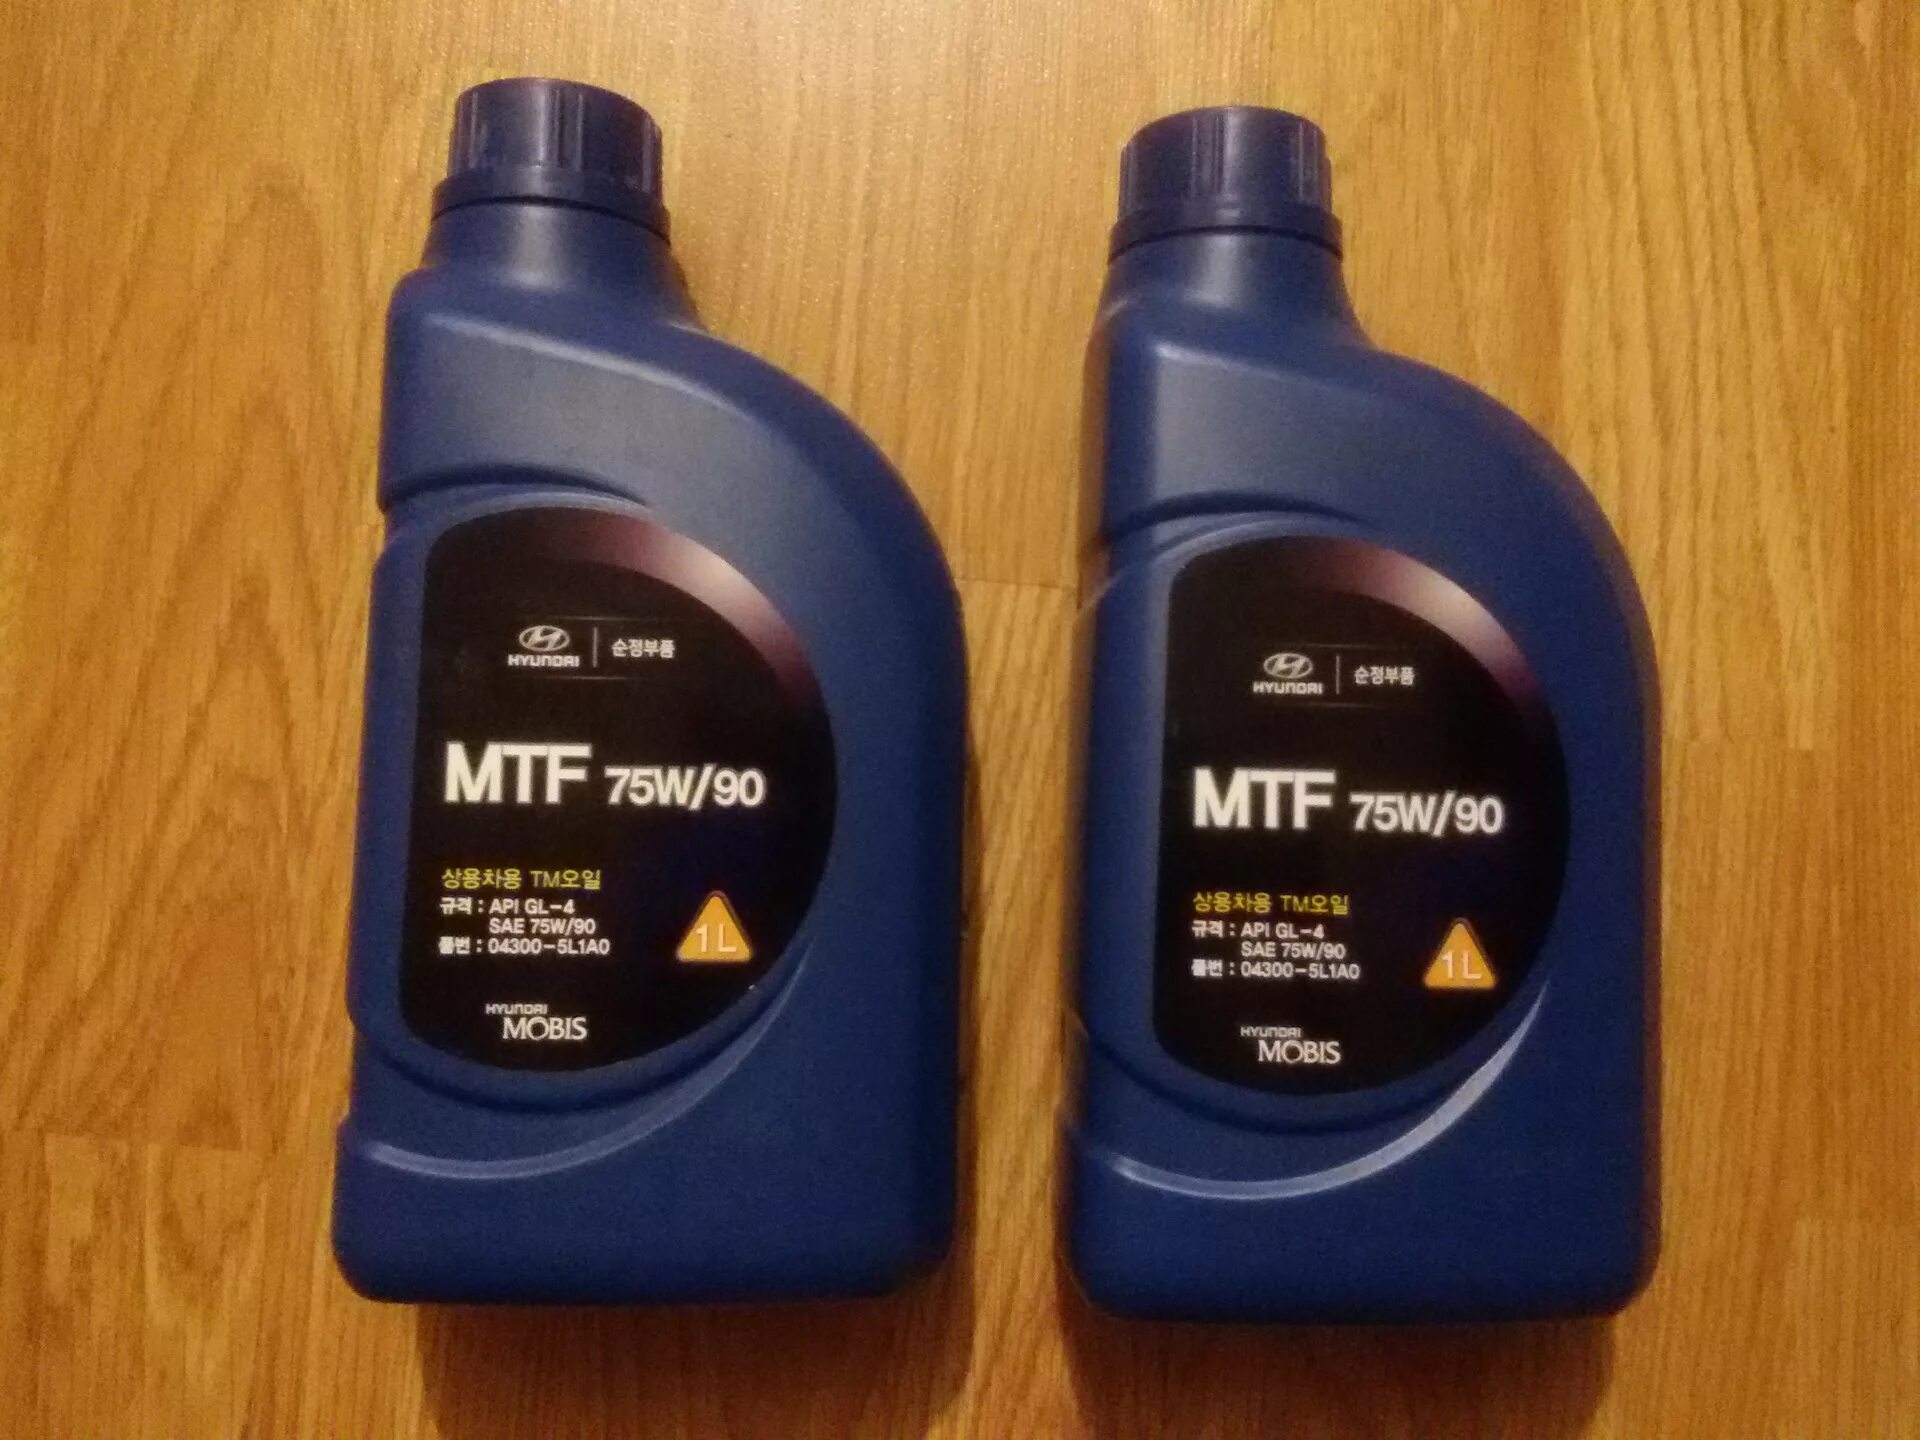 HYUNDAI 순정부품
MTF 75W/90
상용차용 TM오일
규격 : API GL-4
SAE 75W/90
품번 : 04300-5L1A0
1L
HYUNDAI
MOBIS
HYUNDAI 순정부품
MTF 75W/90
상용차용 TM오일
규격 : API GL-4
SAE 75W/90
품번 : 04300-5L1A0
1L
HYUNDAI
MOBIS